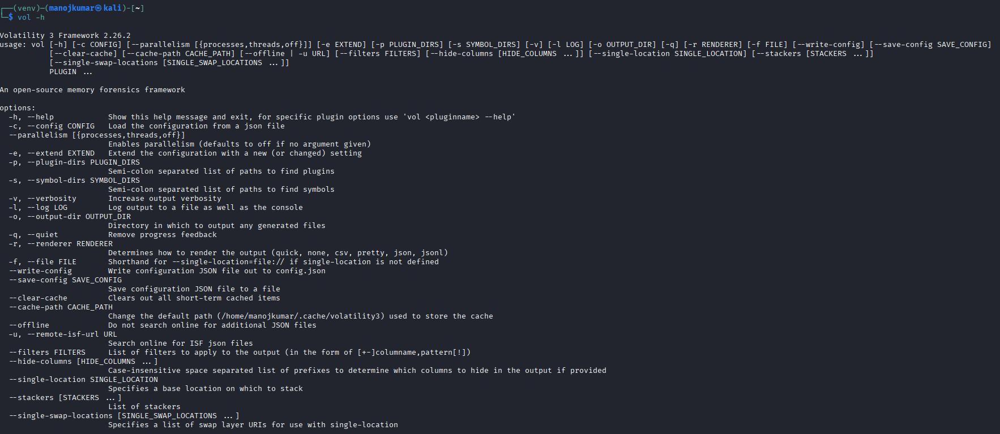 ┌──(venv)─(manojkumar㉿kali)-[~]
└─$ vol -h
Volatility 3 Framework 2.26.2
usage: vol [-h] [-c CONFIG] [--parallelism [{processes,threads,off}]] [-e EXTEND] [-p PLUGIN_DIRS] [-s SYMBOL_DIRS] [-v] [-l LOG] [-o OUTPUT_DIR] [-q] [-r RENDERER] [-f FILE] [--write-config] [--save-config SAVE_CONFIG]
[--clear-cache] [--cache-path CACHE_PATH] [--offline | -u URL] [--filters FILTERS] [--hide-columns [HIDE_COLUMNS ...]] [--single-location SINGLE_LOCATION] [--stackers [STACKERS ...]]
[--single-swap-locations [SINGLE_SWAP_LOCATIONS ...]]
PLUGIN ...
An open-source memory forensics framework
options:
-h, --help Show this help message and exit, for specific plugin options use 'vol <pluginname> --help'
-c, --config CONFIG Load the configuration from a json file
--parallelism [{processes,threads,off}]
Enables parallelism (defaults to off if no argument given)
-e, --extend EXTEND Extend the configuration with a new (or changed) setting
-p, --plugin-dirs PLUGIN_DIRS
Semi-colon separated list of paths to find plugins
-s, --symbol-dirs SYMBOL_DIRS
Semi-colon separated list of paths to find symbols
-v, --verbosity Increase output verbosity
-l, --log LOG Log output to a file as well as the console
-o, --output-dir OUTPUT_DIR
Directory in which to output any generated files
-q, --quiet Remove progress feedback
-r, --renderer RENDERER
Determines how to render the output (quick, none, csv, pretty, json, jsonl)
-f, --file FILE Shorthand for --single-location=file:// if single-location is not defined
--write-config Write configuration JSON file out to config.json
--save-config SAVE_CONFIG
Save configuration JSON file to a file
--clear-cache Clears out all short-term cached items
--cache-path CACHE_PATH
Change the default path (/home/manojkumar/.cache/volatility3) used to store the cache
--offline Do not search online for additional JSON files
-u, --remote-isf-url URL
Search online for ISF json files
--filters FILTERS List of filters to apply to the output (in the form of [+-]columname,pattern[!])
--hide-columns [HIDE_COLUMNS ...]
Case-insensitive space separated list of prefixes to determine which columns to hide in the output if provided
--single-location SINGLE_LOCATION
Specifies a base location on which to stack
--stackers [STACKERS ...]
List of stackers
--single-swap-locations [SINGLE_SWAP_LOCATIONS ...]
Specifies a list of swap layer URIs for use with single-location